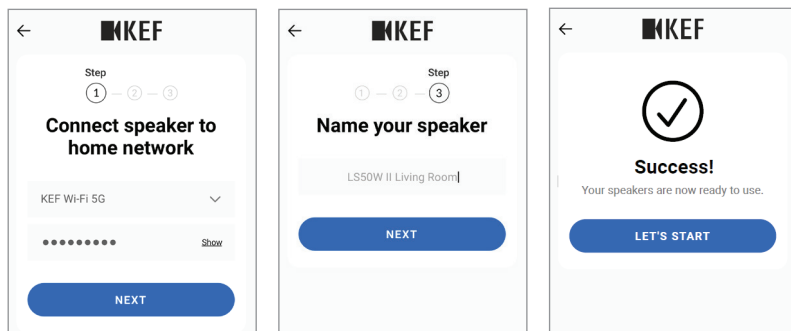 KEF
Step
1 2 3
Connect speaker to
home network
KEF Wi-Fi 5G
Show
NEXT
KEF
Step
1 2 3
Name your speaker
LS50W II Living Room
NEXT
KEF
Success!
Your speakers are now ready to use.
LET'S START